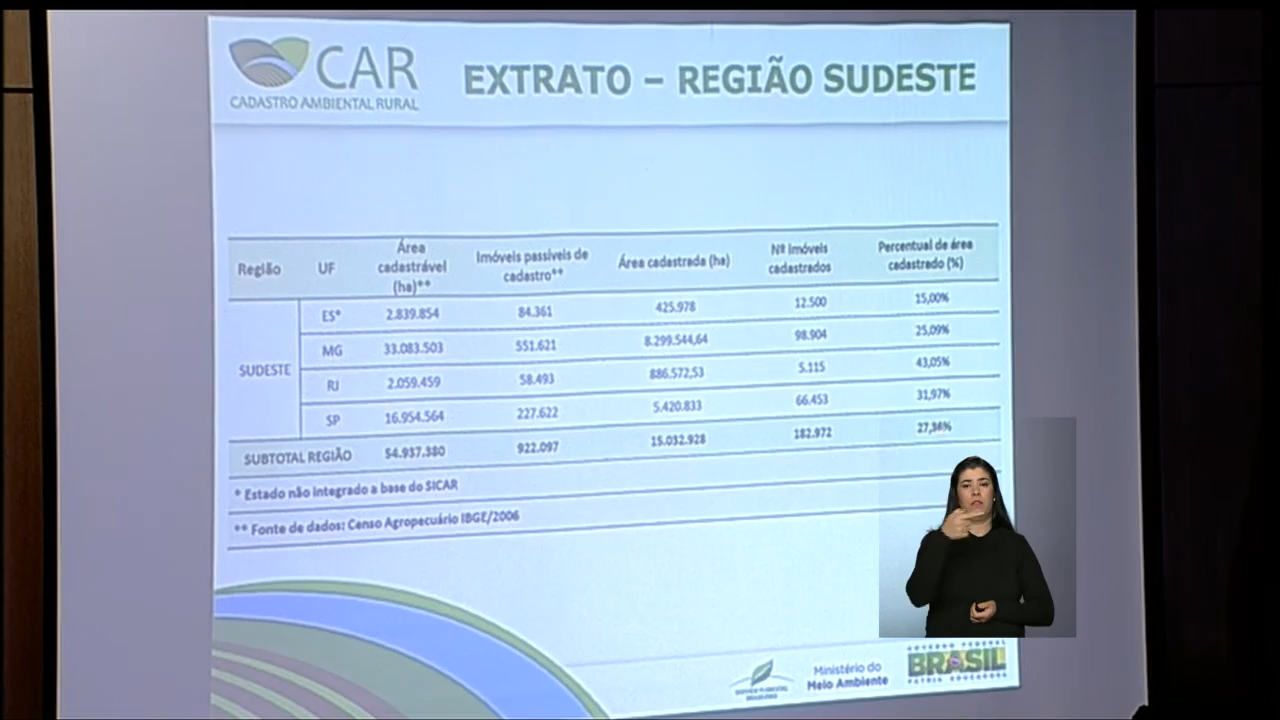 CAR
CADASTRO AMBIENTAL RURAL
EXTRATO – REGIÃO SUDESTE
Região UF Área cadastrável (ha)** Imóveis passíveis de cadastro** Área cadastrada (ha) Nº Imóveis cadastrados Percentual de área cadastrado (%)
SUDESTE
ES* 2.839.854 84.361 425.978 12.500 15,00%
MG 33.083.503 551.621 8.299.544,64 98.904 25,09%
RJ 2.059.459 58.493 886.572,53 5.115 43,05%
SP 16.954.564 227.622 5.420.833 66.453 31,97%
SUBTOTAL REGIÃO 54.937.380 922.097 15.032.928 182.972 27,36%
* Estado não integrado a base do SICAR
** Fonte de dados: Censo Agropecuário IBGE/2006
Ministério do
Meio Ambiente
GOVERNO FEDERAL
BRASIL
PÁTRIA EDUCADORA